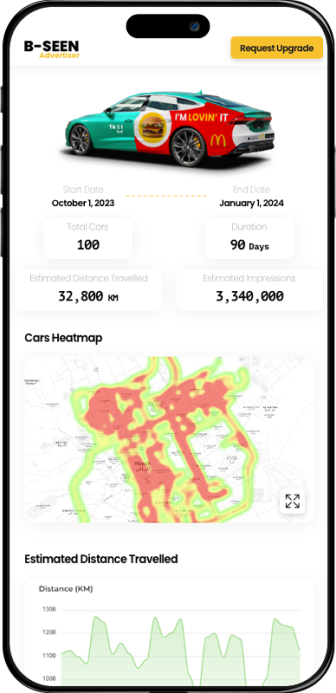 B-SEEN
Advertiser
Request Upgrade
TAXI
I'M LOVIN' IT
Start Date
End Date
October 1, 2023
January 1, 2024
Total Cars
Duration
100
90 Days
Estimated Distance Travelled
Estimated Impressions
32,800 KM
3,340,000
Cars Heatmap
Estimated Distance Travelled
Distance (KM)
1300
1200
1100
1000